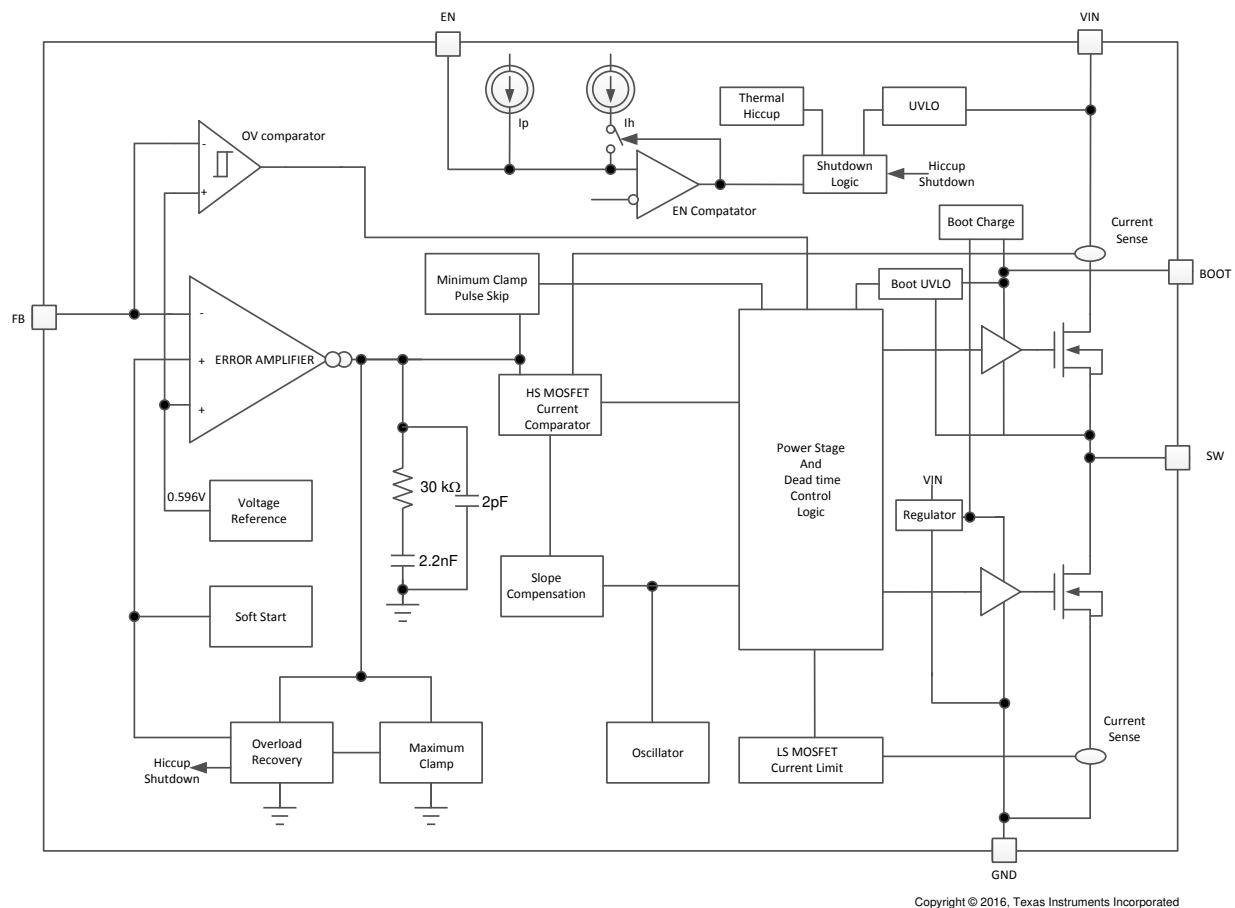 EN
VIN
Ip
Ih
Thermal
Hiccup
UVLO
OV comparator
-
+
Shutdown
Logic
Hiccup
Shutdown
EN Compatator
Boot Charge
Current
Sense
BOOT
Minimum Clamp
Pulse Skip
Boot UVLO
FB
-
+
+
ERROR AMPLIFIER
HS MOSFET
Current
Comparator
Power Stage
And
Dead time
Control
Logic
SW
0.596V
Voltage
Reference
30 kΩ
2pF
2.2nF
VIN
Regulator
Slope
Compensation
Soft Start
Overload
Recovery
Maximum
Clamp
Hiccup
Shutdown
Oscillator
LS MOSFET
Current Limit
Current
Sense
GND
Copyright © 2016, Texas Instruments Incorporated